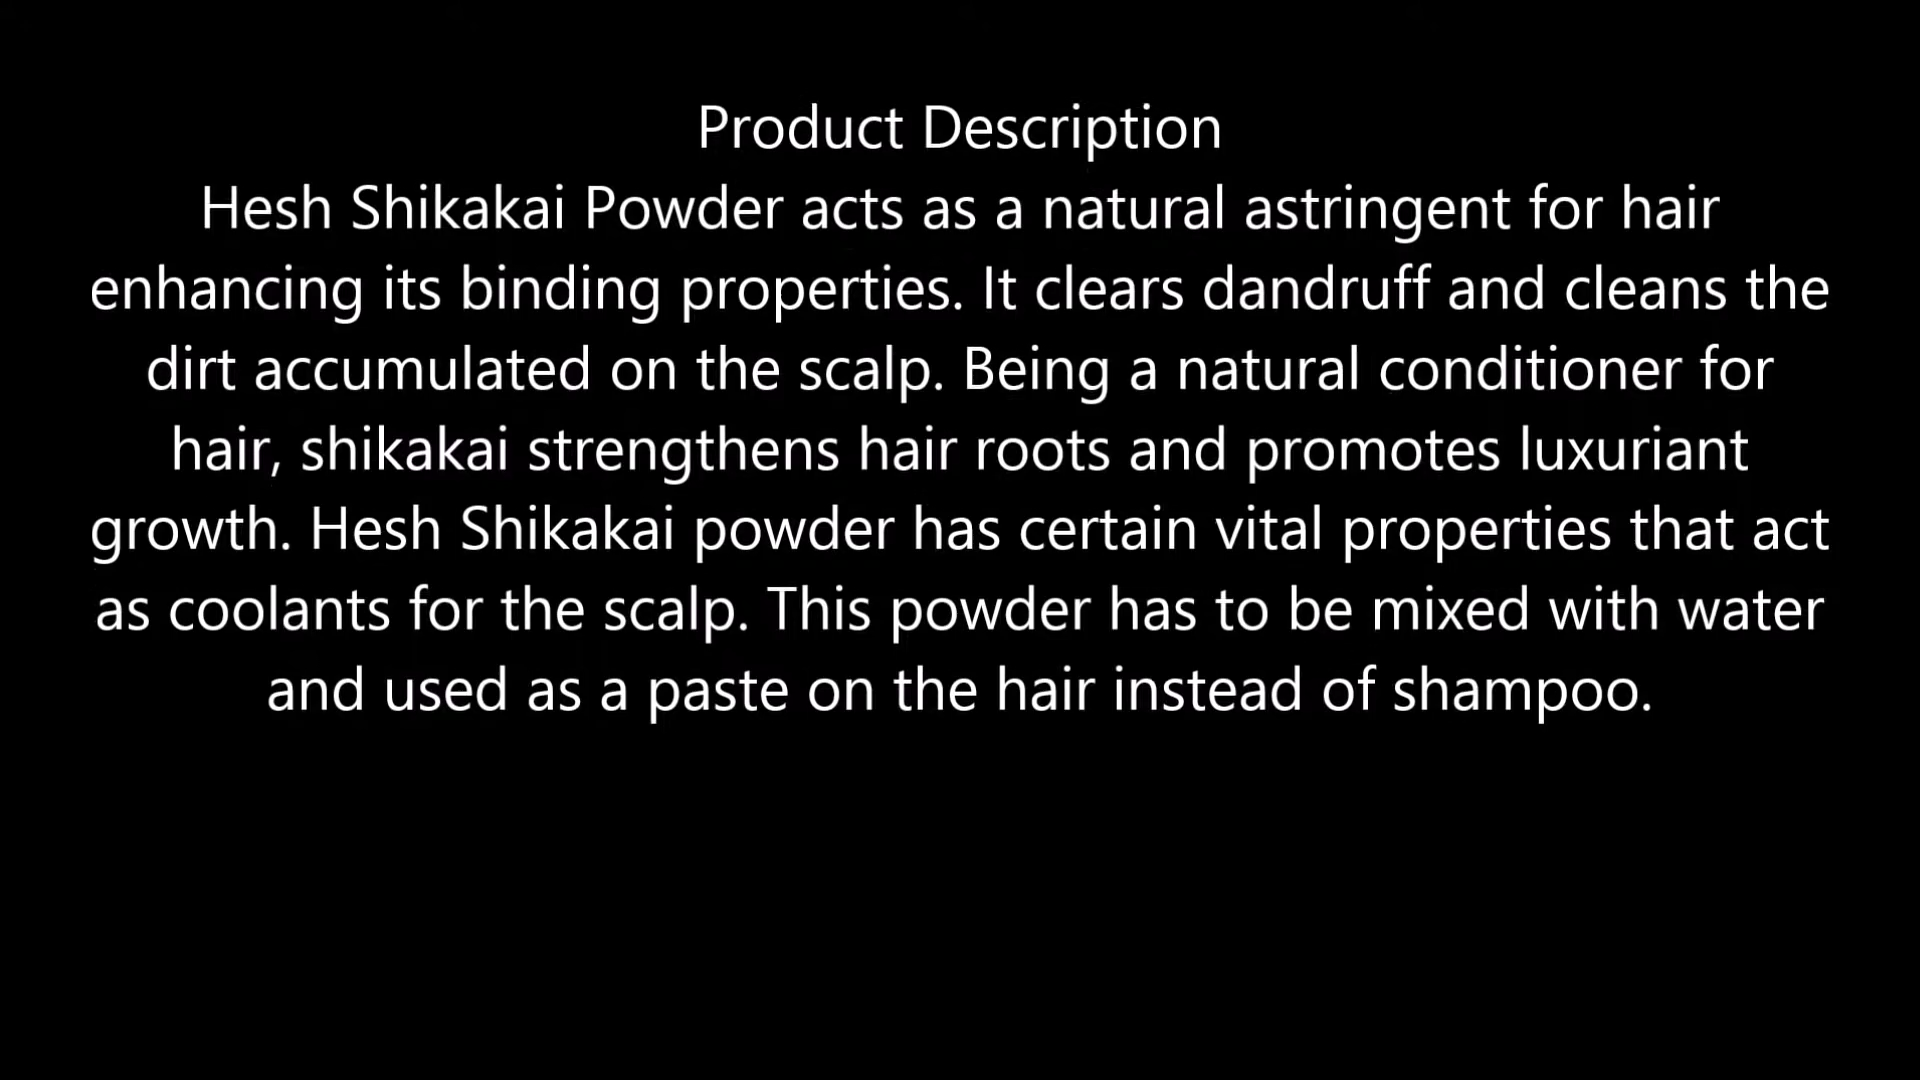 Product Description
Hesh Shikakai Powder acts as a natural astringent for hair
enhancing its binding properties. It clears dandruff and cleans the
dirt accumulated on the scalp. Being a natural conditioner for
hair, shikakai strengthens hair roots and promotes luxuriant
growth. Hesh Shikakai powder has certain vital properties that act
as coolants for the scalp. This powder has to be mixed with water
and used as a paste on the hair instead of shampoo.